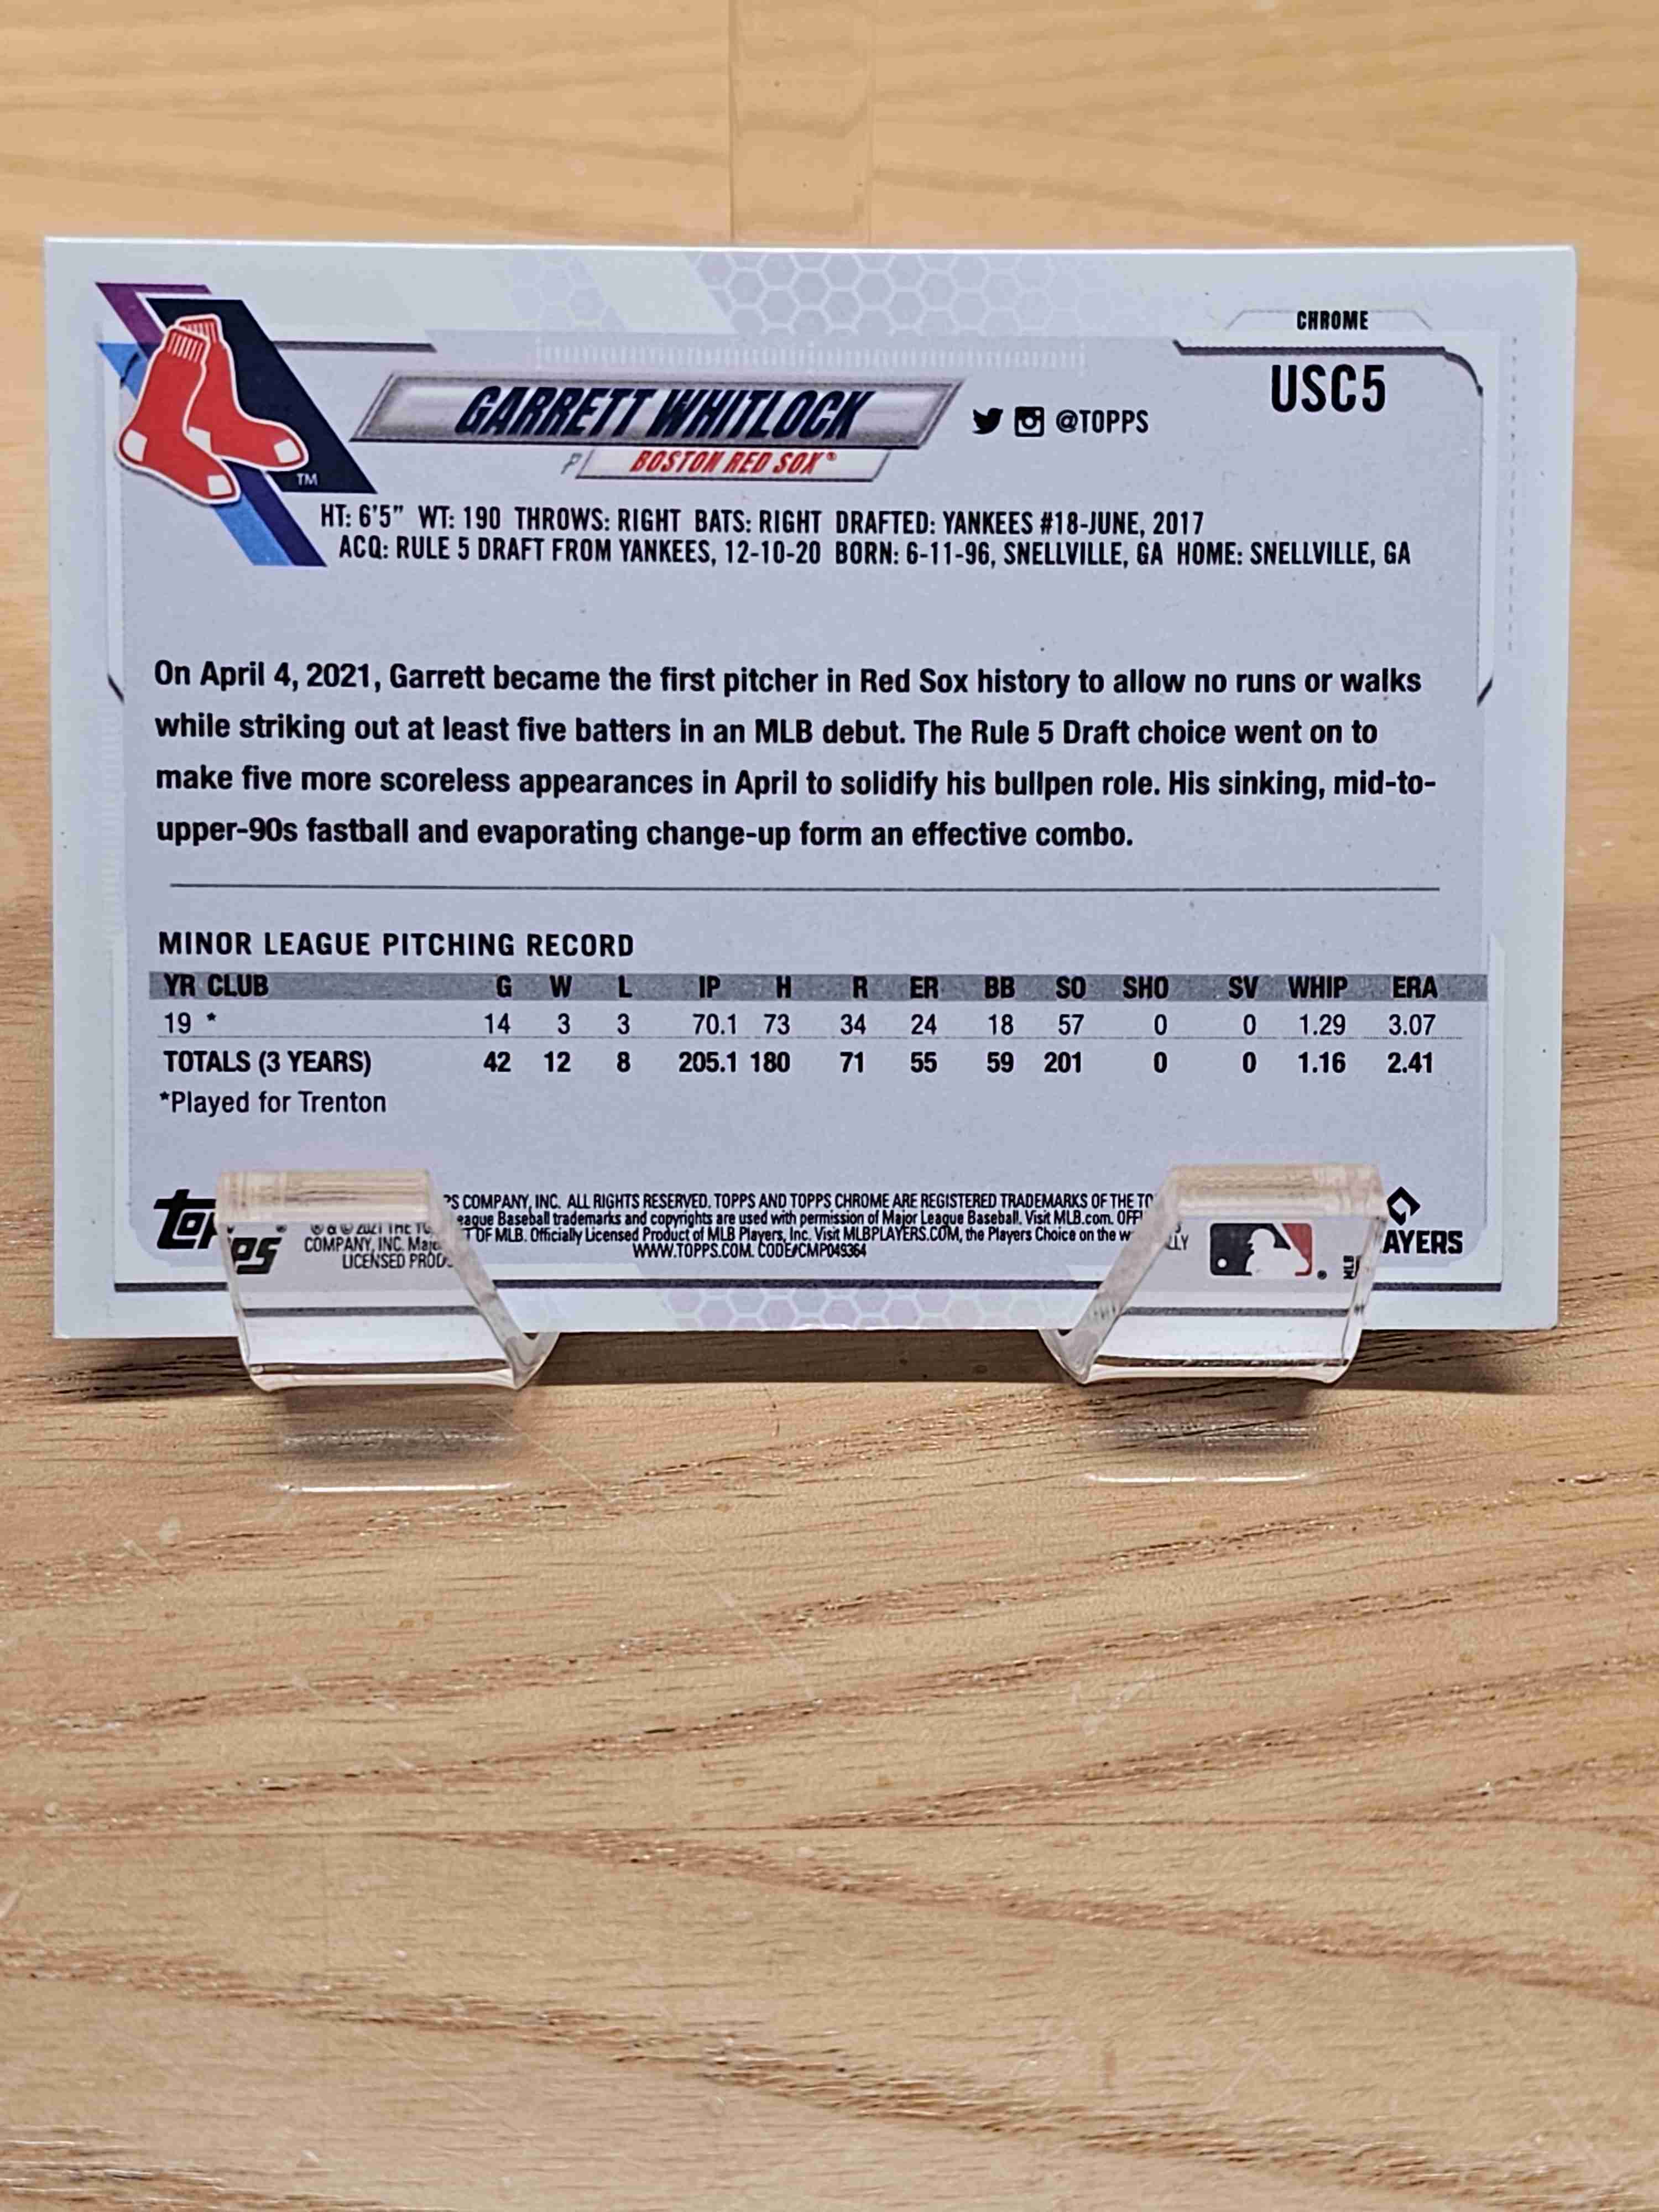 CHROME
USC5
GARRETT WHITLOCK
@TOPPS
P BOSTON RED SOX®
TM
HT: 6'5" WT: 190 THROWS: RIGHT BATS: RIGHT DRAFTED: YANKEES #18-JUNE, 2017
ACQ: RULE 5 DRAFT FROM YANKEES, 12-10-20 BORN: 6-11-96, SNELLVILLE, GA HOME: SNELLVILLE, GA
On April 4, 2021, Garrett became the first pitcher in Red Sox history to allow no runs or walks
while striking out at least five batters in an MLB debut. The Rule 5 Draft choice went on to
make five more scoreless appearances in April to solidify his bullpen role. His sinking, mid-to-
upper-90s fastball and evaporating change-up form an effective combo.
MINOR LEAGUE PITCHING RECORD
YR CLUB G W L IP H R ER BB SO SHO SV WHIP ERA
19 * 14 3 3 70.1 73 34 24 18 57 0 0 1.29 3.07
TOTALS (3 YEARS) 42 12 8 205.1 180 71 55 59 201 0 0 1.16 2.41
*Played for Trenton
COMPANY, INC. ALL RIGHTS RESERVED. TOPPS AND TOPPS CHROME ARE REGISTERED TRADEMARKS OF THE
® & © 2021 THE
COMPANY, INC.
Baseball trademarks and copyrights are used with permission of Major League Baseball. Visit MLB.com.
LICENSED
OF MLB. Officially Licensed Product of MLB Players, Inc. Visit MLBPLAYERS.COM, the Players Choice on the
WWW.TOPPS.COM. CODE#CMP049364